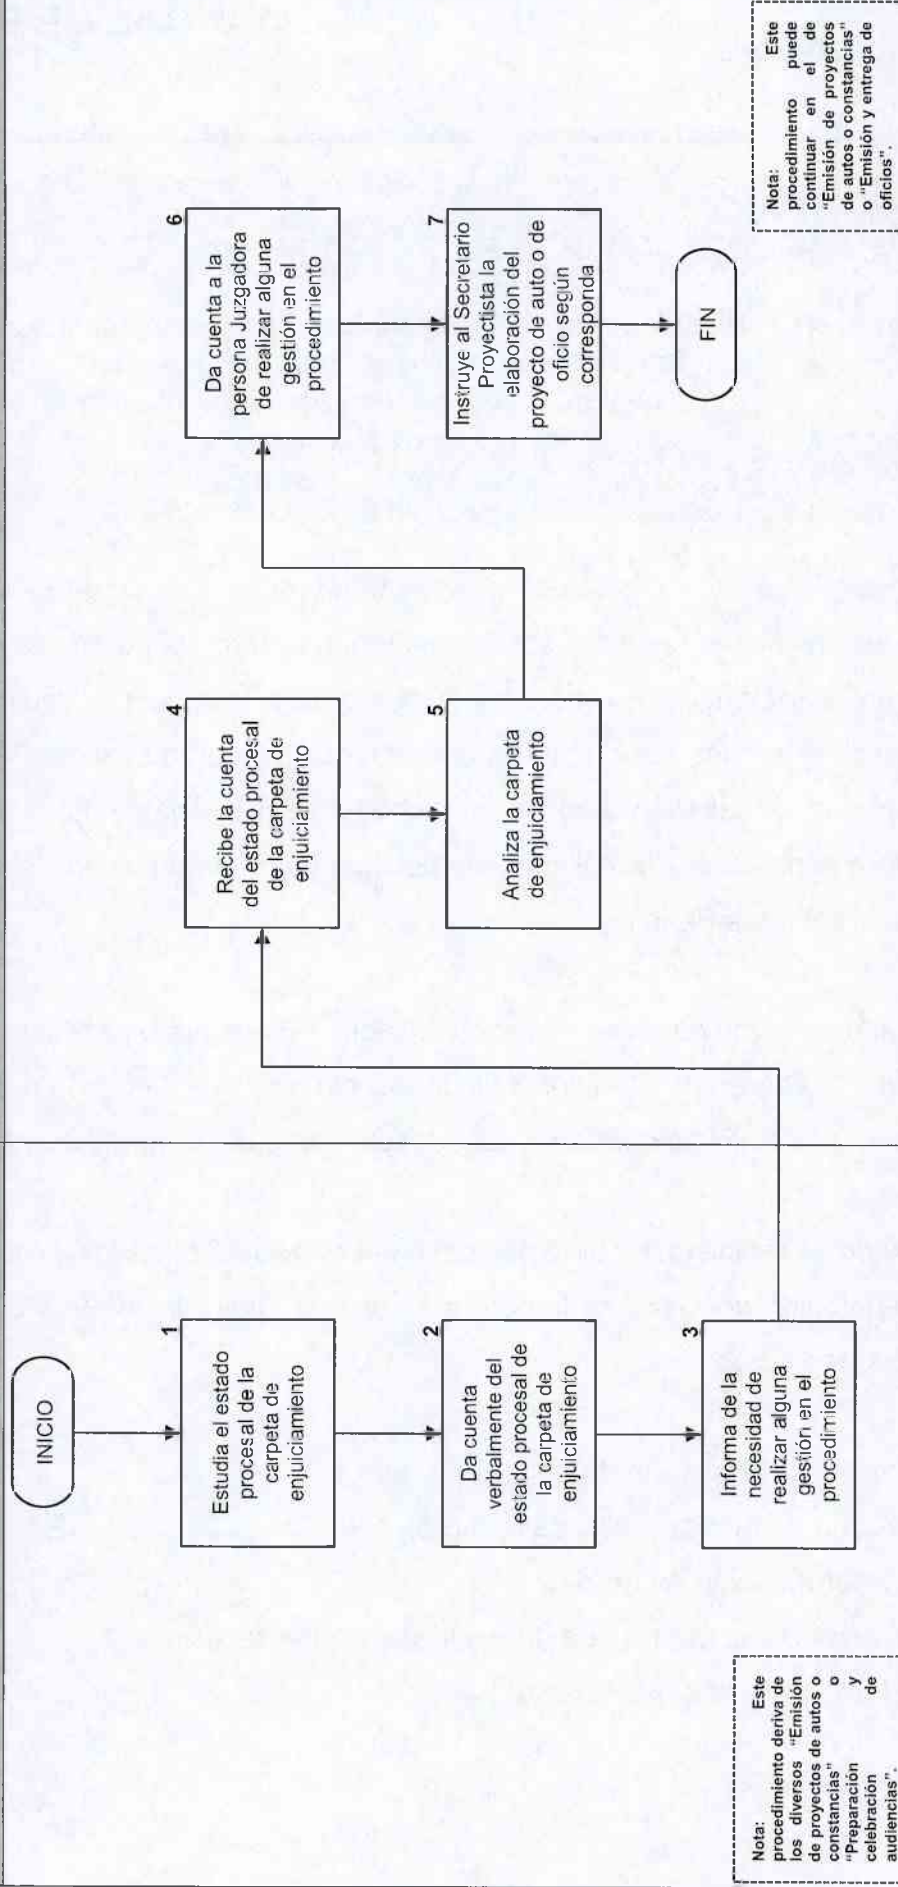 INICIO
1
Estudia el estado
procesal de la
carpeta de
enjuiciamiento
2
Da cuenta
verbalmente del
estado procesal de
la carpeta de
enjuiciamiento
3
Informa de la
necesidad de
realizar alguna
gestión en el
procedimiento
Nota: Este
procedimiento deriva de
los diversos "Emisión
de proyectos de autos o
constancias" o
"Preparación y
celebración de
audiencias".
4
Recibe la cuenta
del estado procesal
de la carpeta de
enjuiciamiento
5
Analiza la carpeta
de enjuiciamiento
6
Da cuenta a la
persona Juzgadora
de realizar alguna
gestión en el
procedimiento
7
Instruye al Secretario
Proyectista la
elaboración del
proyecto de auto o de
oficio según
corresponda
FIN
Nota: Este
procedimiento puede
continuar en el de
"Emisión de proyectos
de autos o constancias"
o "Emisión y entrega de
oficios".